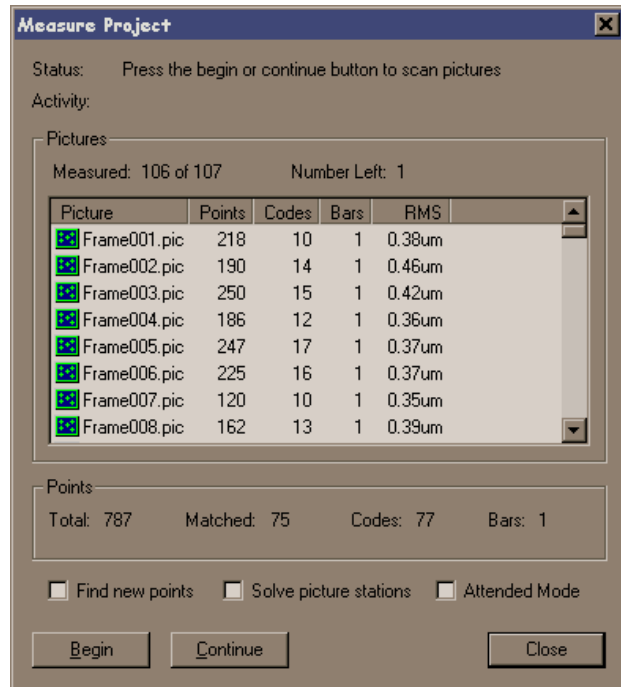 Measure Project
Status: Press the begin or continue button to scan pictures
Activity:
Pictures
Measured: 106 of 107 Number Left: 1
Picture Points Codes Bars RMS
Frame001.pic 218 10 1 0.38um
Frame002.pic 190 14 1 0.46um
Frame003.pic 250 15 1 0.42um
Frame004.pic 186 12 1 0.36um
Frame005.pic 247 17 1 0.37um
Frame006.pic 225 16 1 0.37um
Frame007.pic 120 10 1 0.35um
Frame008.pic 162 13 1 0.39um
Points
Total: 787 Matched: 75 Codes: 77 Bars: 1
Find new points Solve picture stations Attended Mode
Begin Continue Close